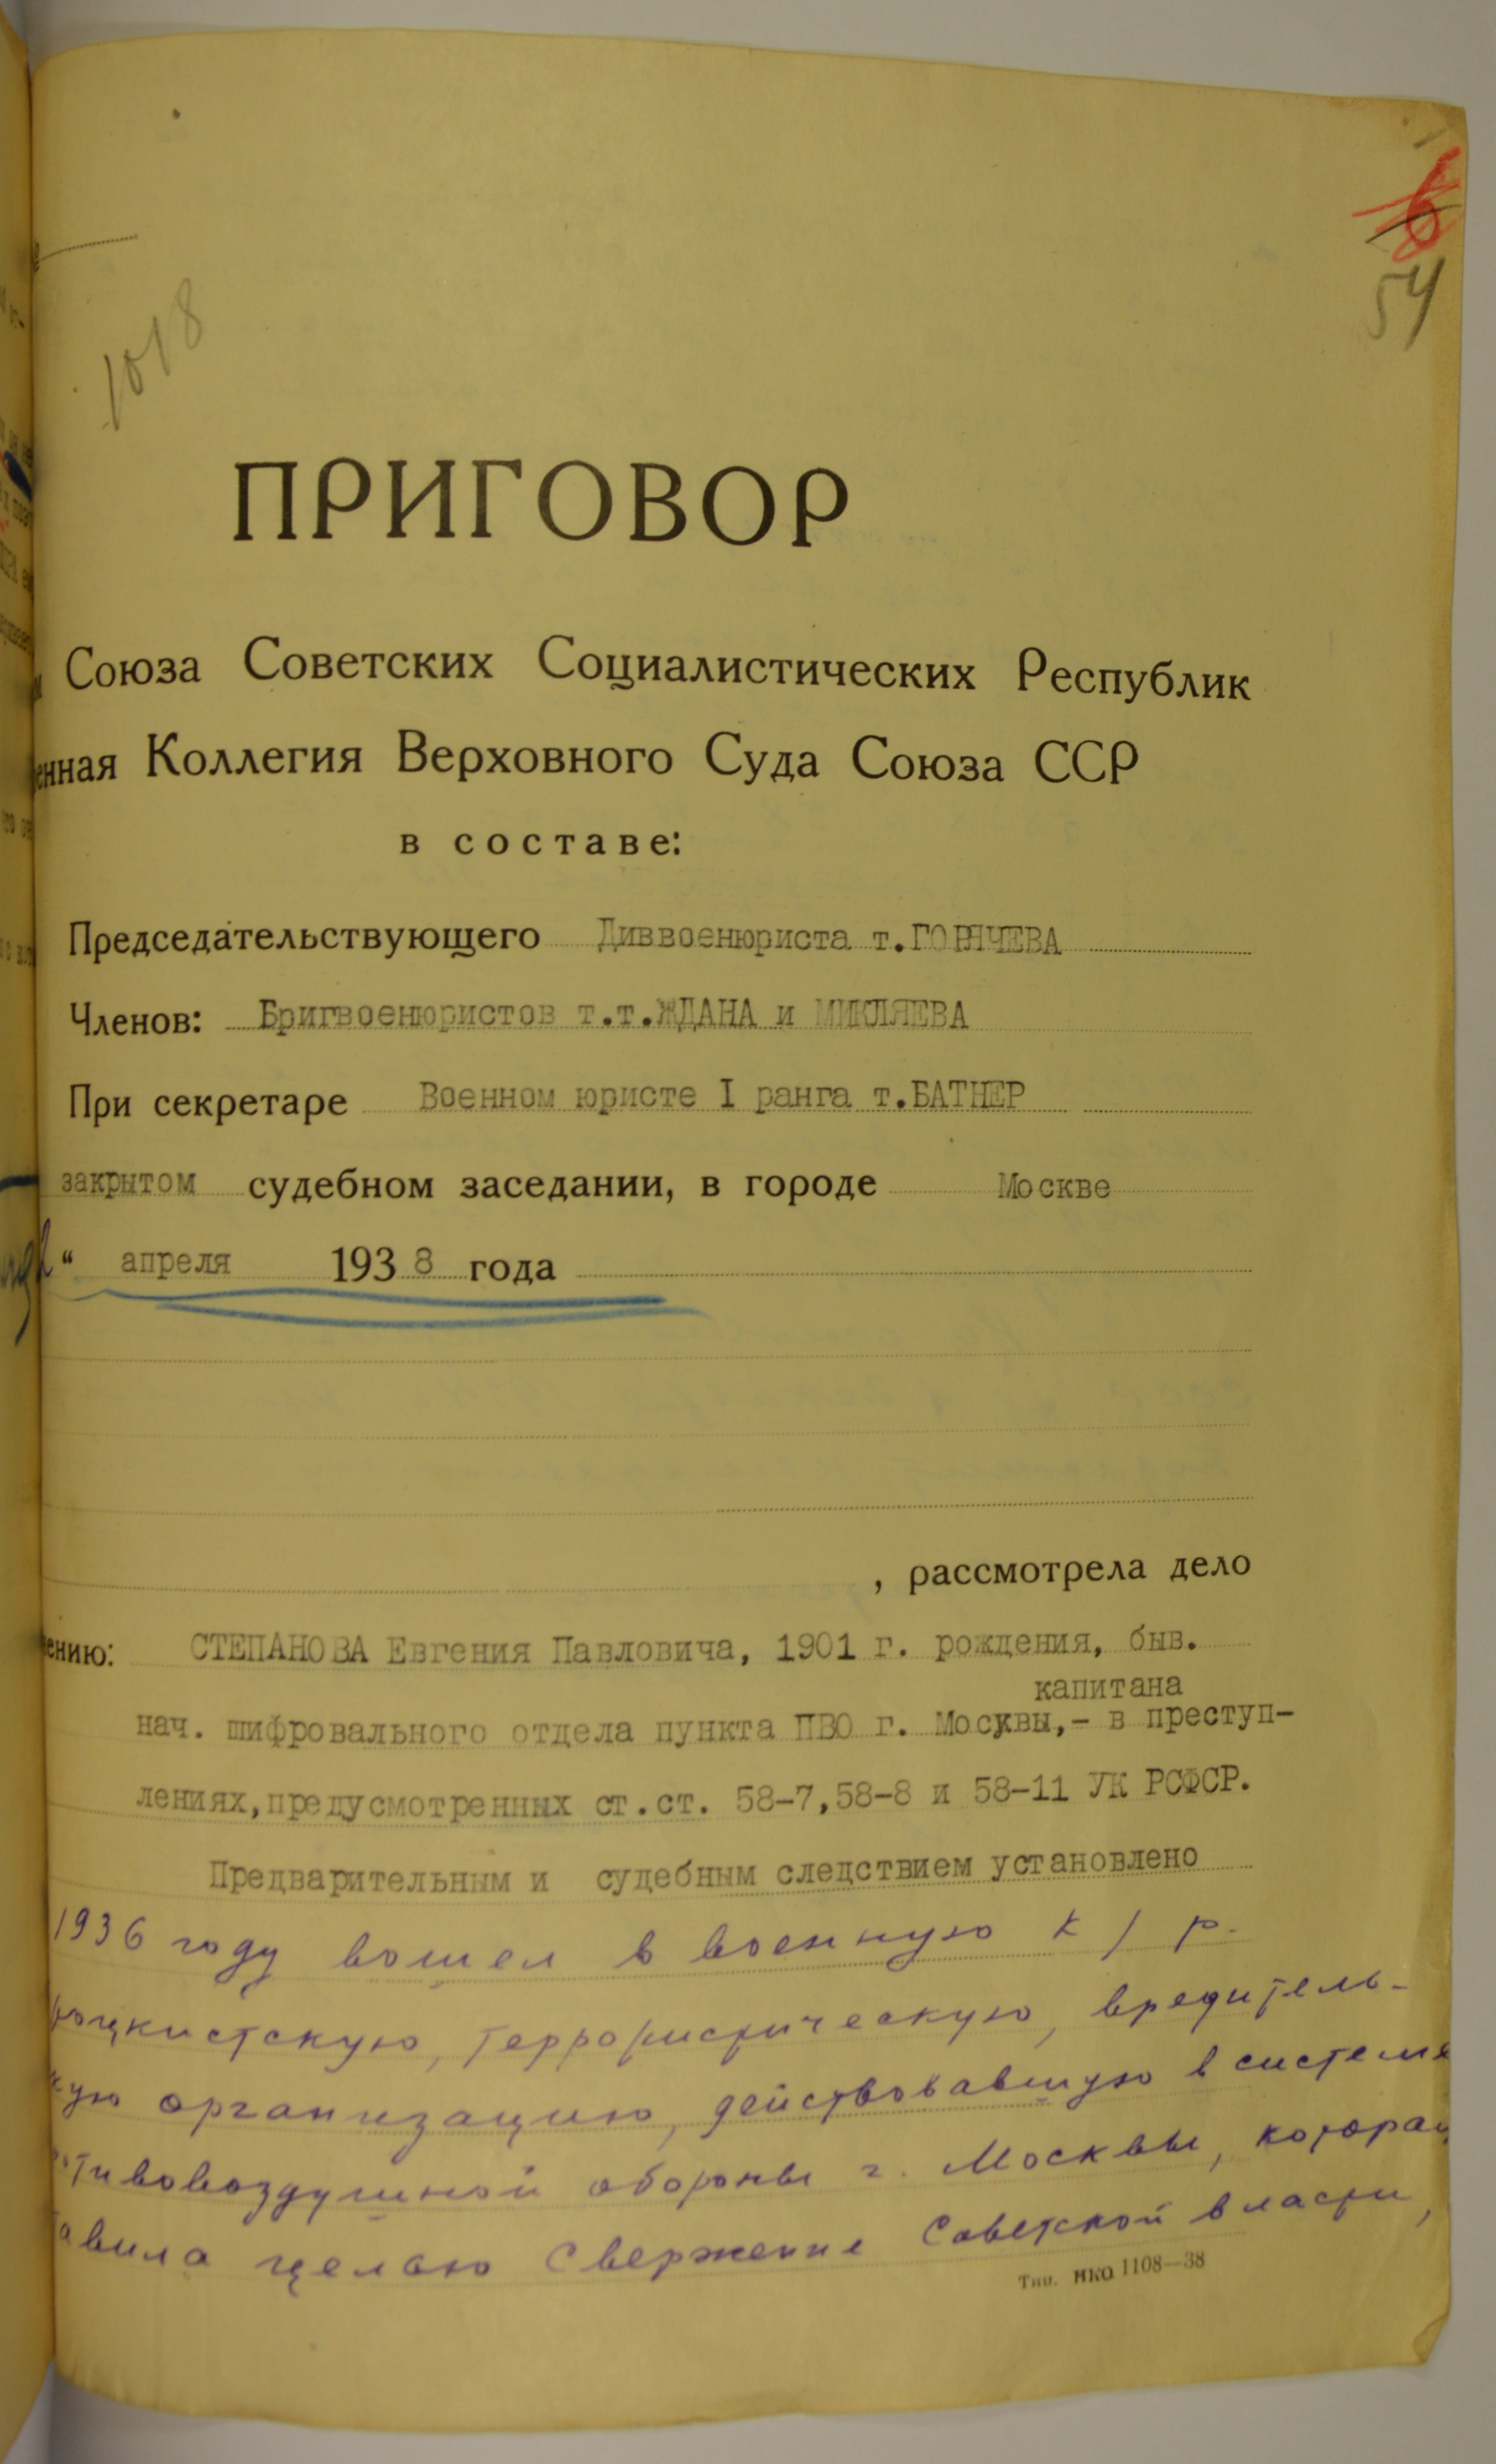 6
54
1018
ПРИГОВОР
Союза Советских Социалистических Республик
енная Коллегия Верховного Суда Союза ССР
в составе:
Председательствующего Диввоенюриста т.ГОРЯЧЕВА
Членов: Бригвоенюристов т.т.ЖДАНА и МИКЛЯЕВА
При секретаре Военном юристе I ранга т.БАТНЕР
закрытом судебном заседании, в городе Москве
“ апреля 1938 года
, рассмотрела дело
ению: СТЕПАНОВА Евгения Павловича, 1901 г. рождения, быв.
капитана
нач. шифровального отдела пункта ПВО г. Москвы,- в преступ-
лениях,предусмотренных ст.ст. 58-7,58-8 и 58-11 УК РСФСР.
Предварительным и судебным следствием установлено
1936 году вошел в военную к/р.
роцкистскую, террористическую, вредитель-
кую организацию, действовавшую в системе
отивовоздушной обороны г. Москвы, которая
авила целью свержение Советской власти,
Тип. НКО 1108—38